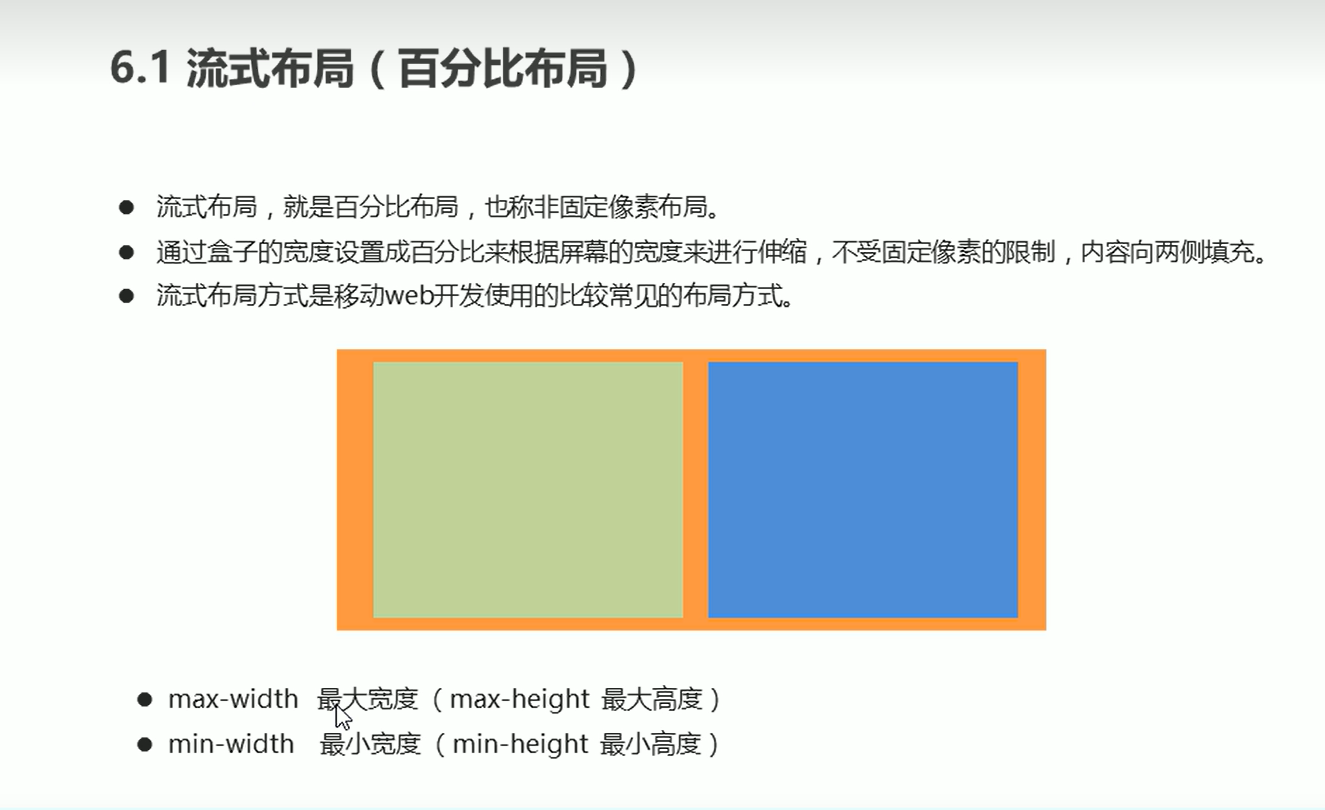 6.1 流式布局（百分比布局）
● 流式布局，就是百分比布局，也称非固定像素布局。
● 通过盒子的宽度设置成百分比来根据屏幕的宽度来进行伸缩，不受固定像素的限制，内容向两侧填充。
● 流式布局方式是移动web开发使用的比较常见的布局方式。
● max-width 最大宽度（max-height 最大高度）
● min-width 最小宽度（min-height 最小高度）